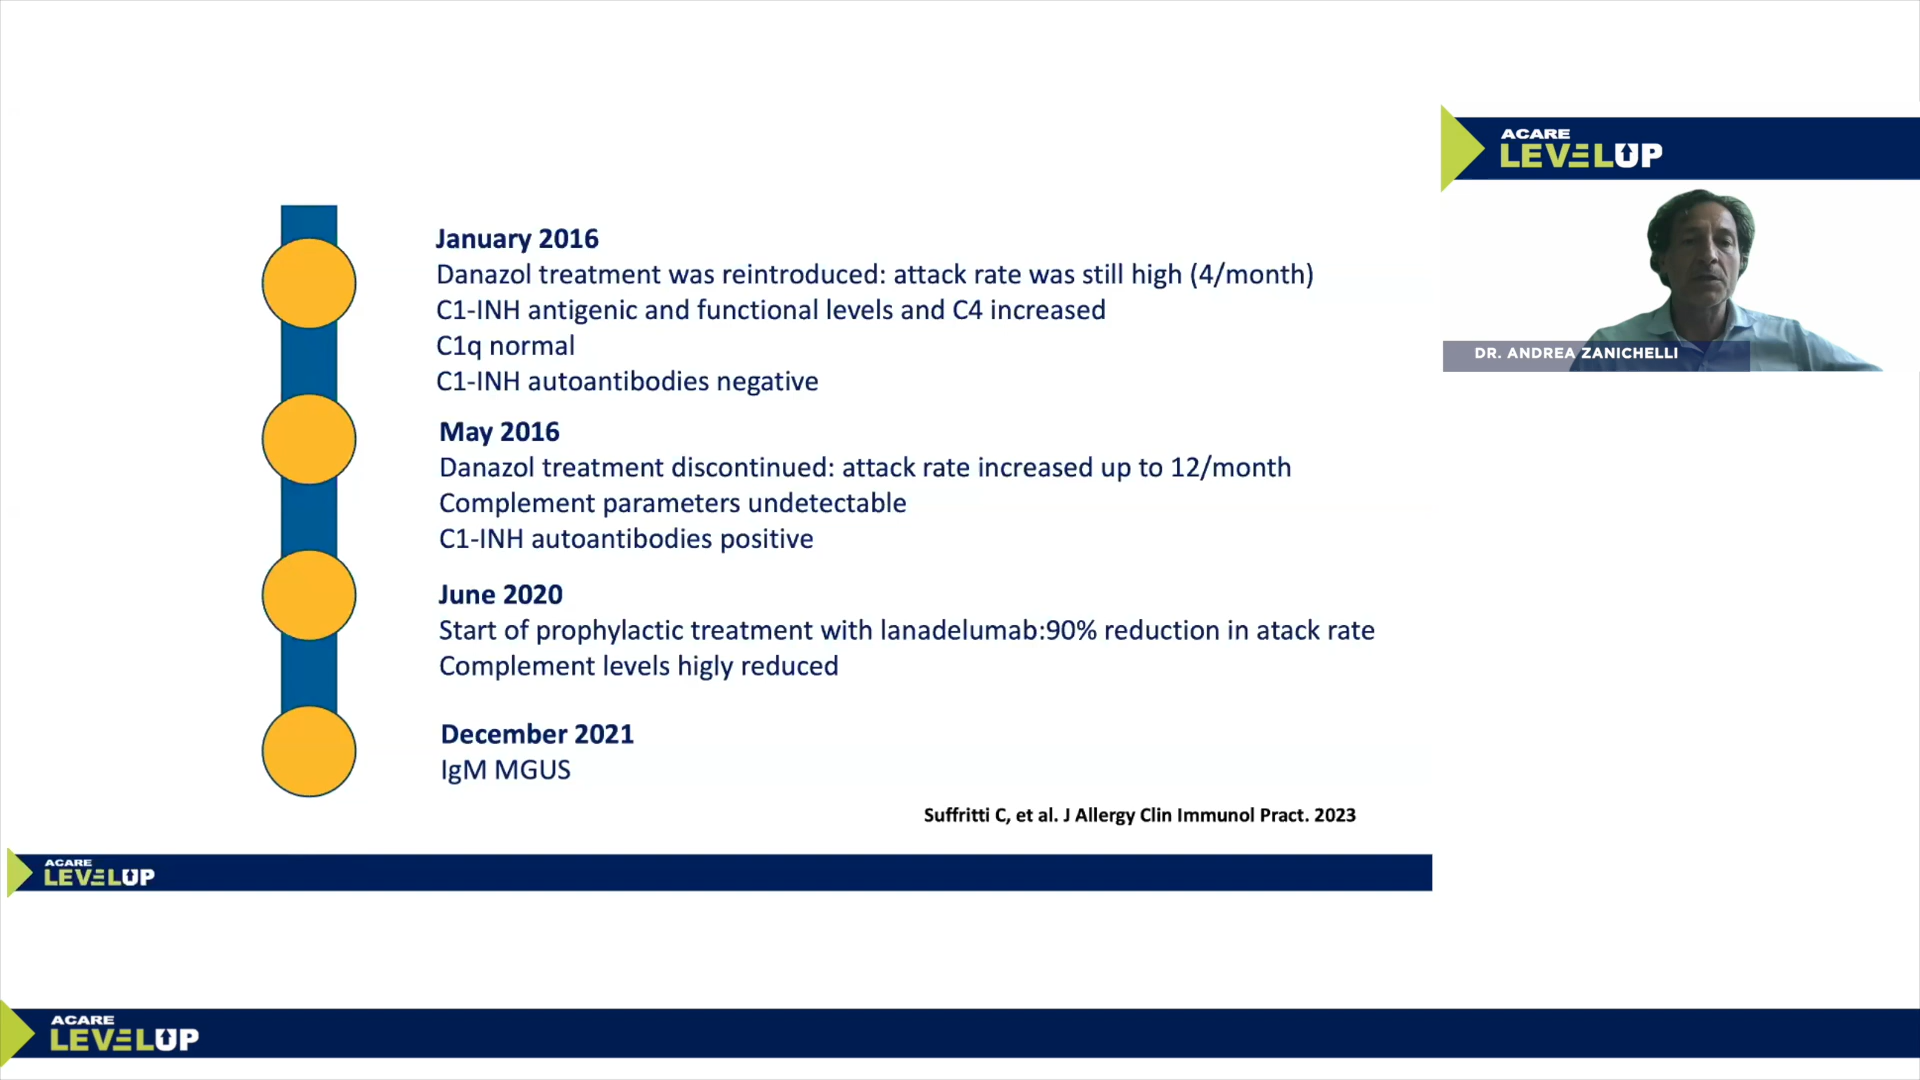 ACARE
LEVELUP
DR. ANDREA ZANICHELLI
January 2016
Danazol treatment was reintroduced: attack rate was still high (4/month)
C1-INH antigenic and functional levels and C4 increased
C1q normal
C1-INH autoantibodies negative
May 2016
Danazol treatment discontinued: attack rate increased up to 12/month
Complement parameters undetectable
C1-INH autoantibodies positive
June 2020
Start of prophylactic treatment with lanadelumab:90% reduction in atack rate
Complement levels higly reduced
December 2021
IgM MGUS
Suffritti C, et al. J Allergy Clin Immunol Pract. 2023
ACARE
LEVELUP
ACARE
LEVELUP